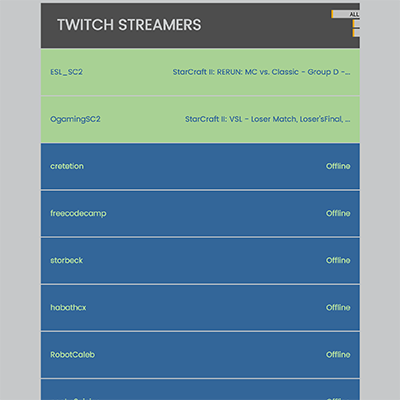 TWITCH STREAMERS
ALL
ESL_SC2 StarCraft II: RERUN: MC vs. Classic - Group D -...
OgamingSC2 StarCraft II: VSL - Loser Match, Loser'sFinal, ...
cretetion Offline
freecodecamp Offline
storbeck Offline
habathcx Offline
RobotCaleb Offline